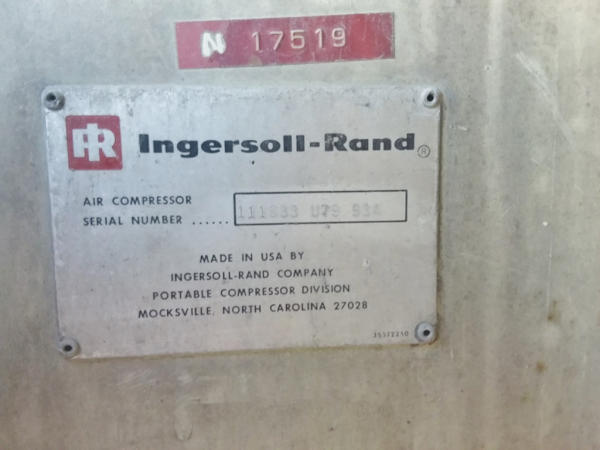 N 17519
IR Ingersoll-Rand®
AIR COMPRESSOR
SERIAL NUMBER ......
MADE IN USA BY
INGERSOLL-RAND COMPANY
PORTABLE COMPRESSOR DIVISION
MOCKSVILLE, NORTH CAROLINA 27028